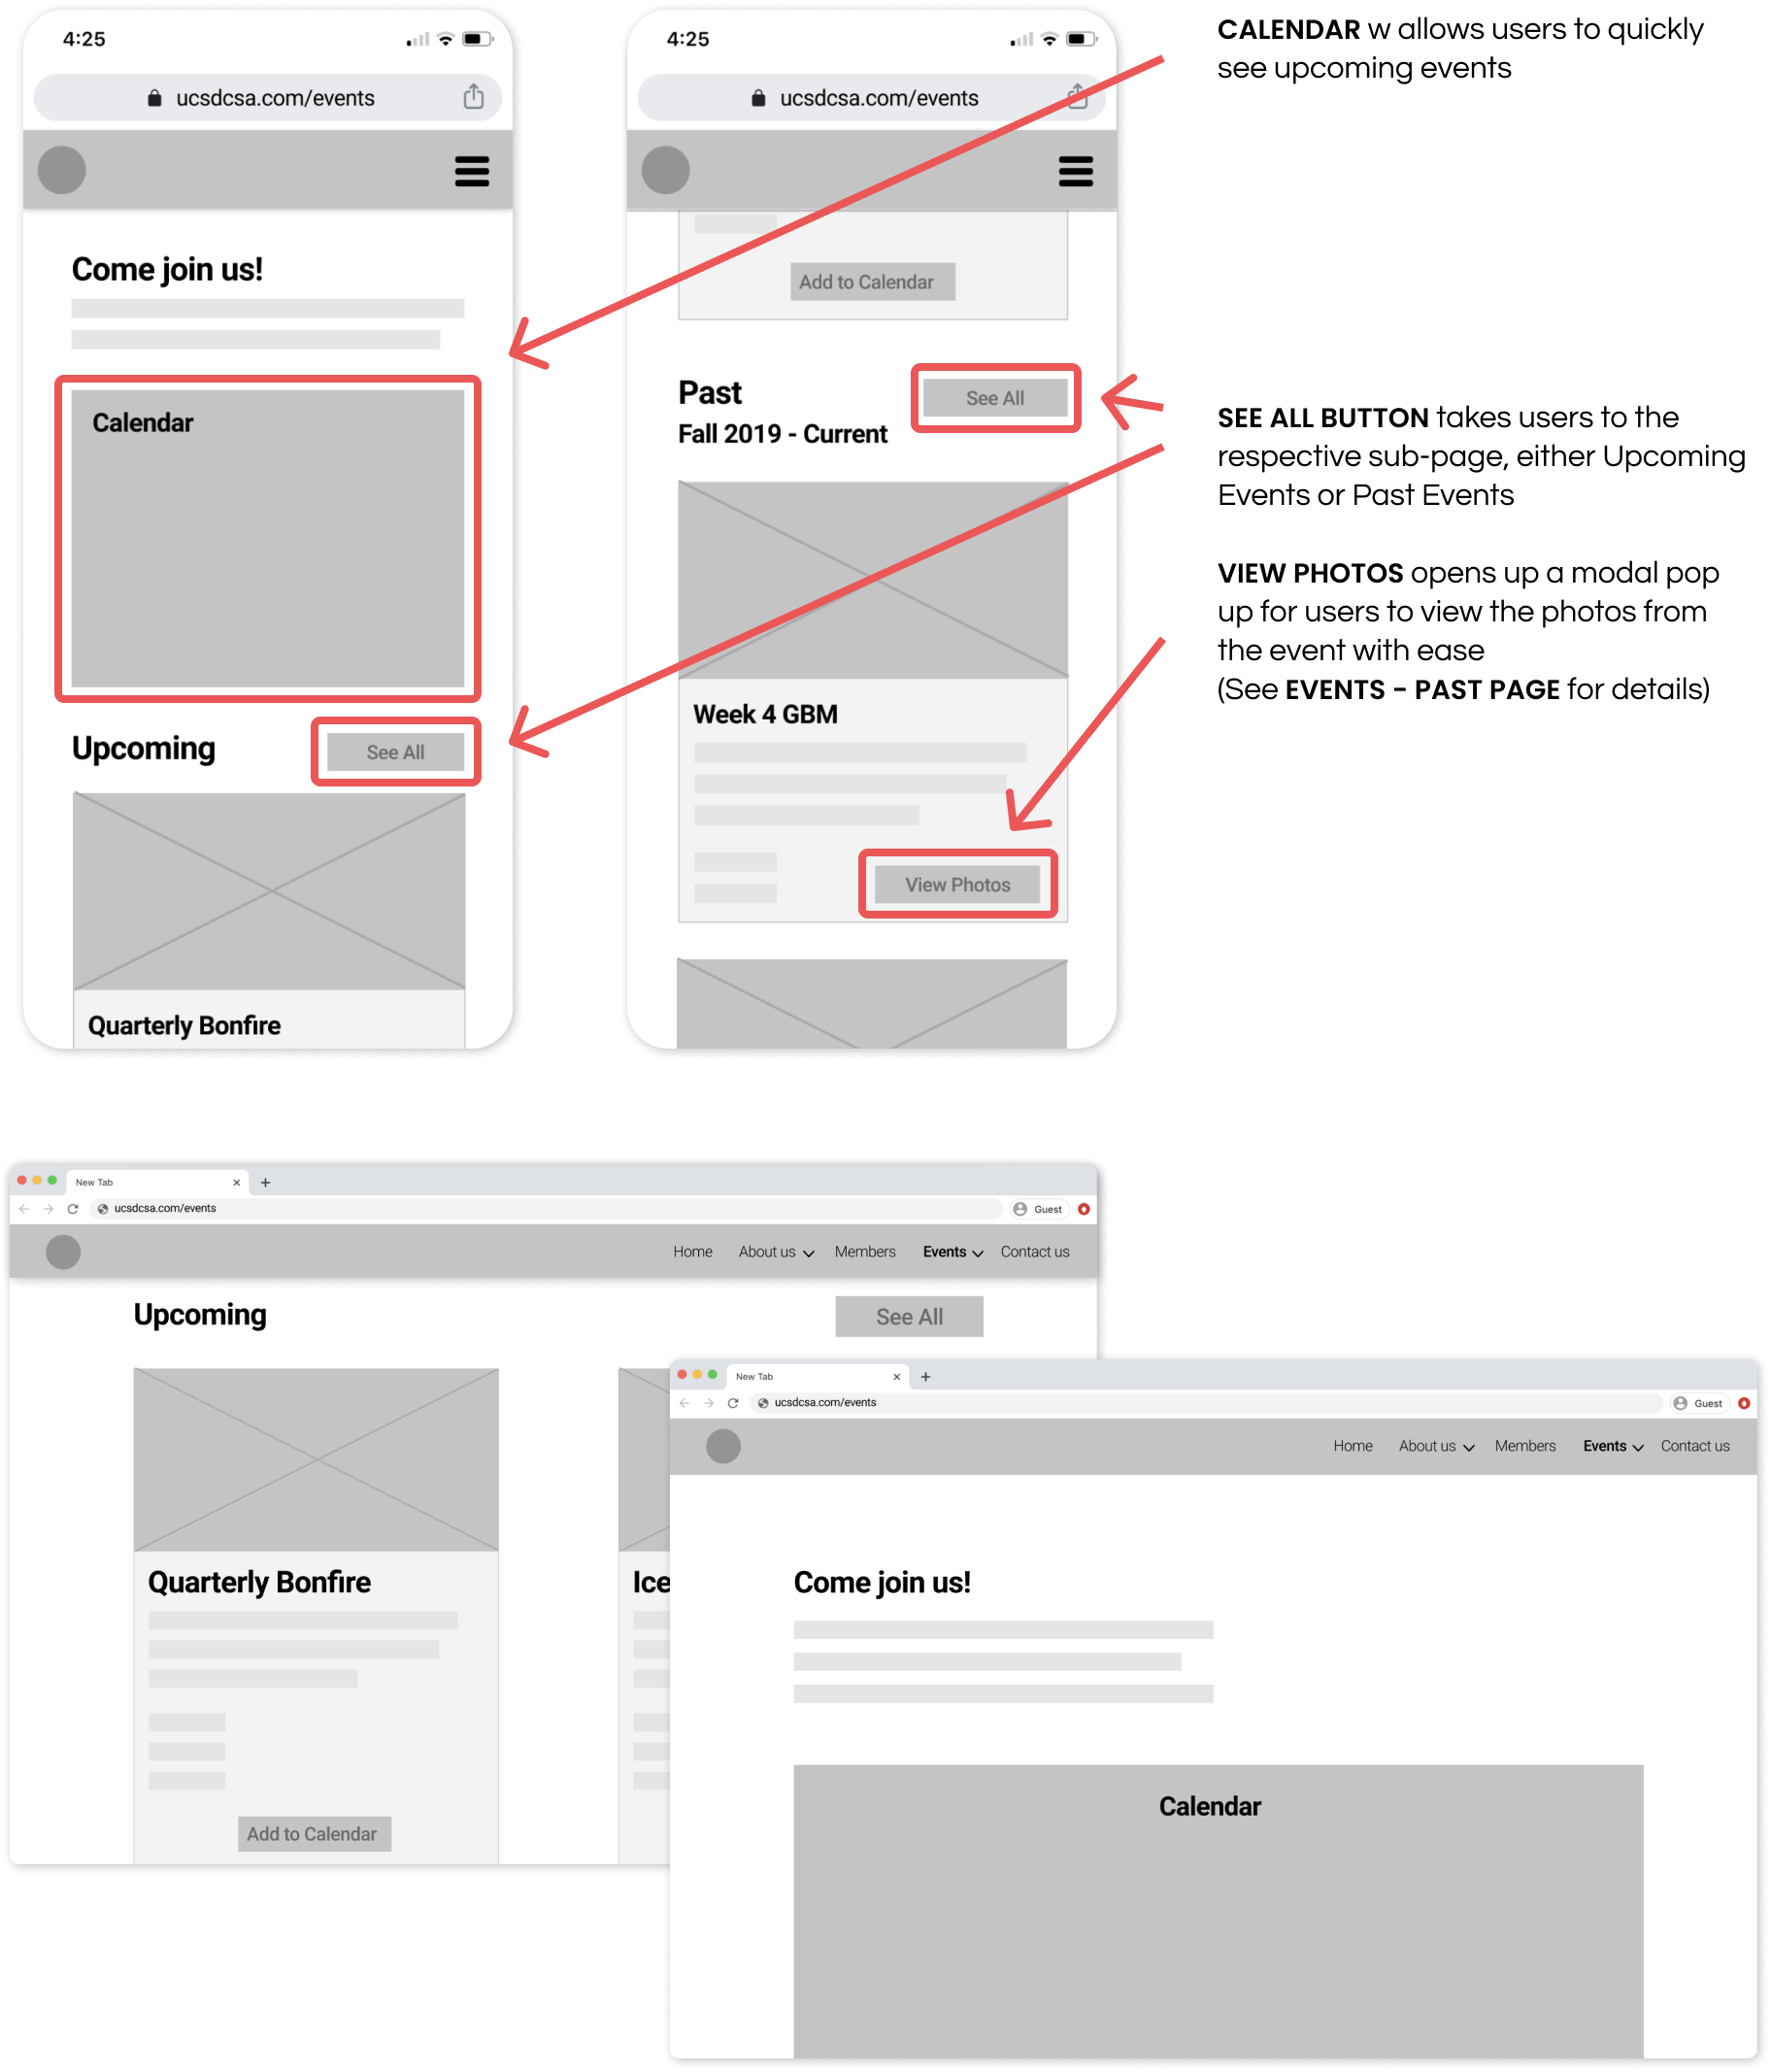 4:25
ucsdcsa.com/events
Come join us!
Calendar
Upcoming
See All
Quarterly Bonfire
4:25
ucsdcsa.com/events
Add to Calendar
Past
See All
Fall 2019 - Current
Week 4 GBM
View Photos
CALENDAR w allows users to quickly
see upcoming events
SEE ALL BUTTON takes users to the
respective sub-page, either Upcoming
Events or Past Events
VIEW PHOTOS opens up a modal pop
up for users to view the photos from
the event with ease
(See EVENTS - PAST PAGE for details)
New Tab
ucsdcsa.com/events
Guest
Home About us Members Events Contact us
Upcoming
See All
Quarterly Bonfire
Ice
Add to Calendar
New Tab
ucsdcsa.com/events
Guest
Home About us Members Events Contact us
Come join us!
Calendar